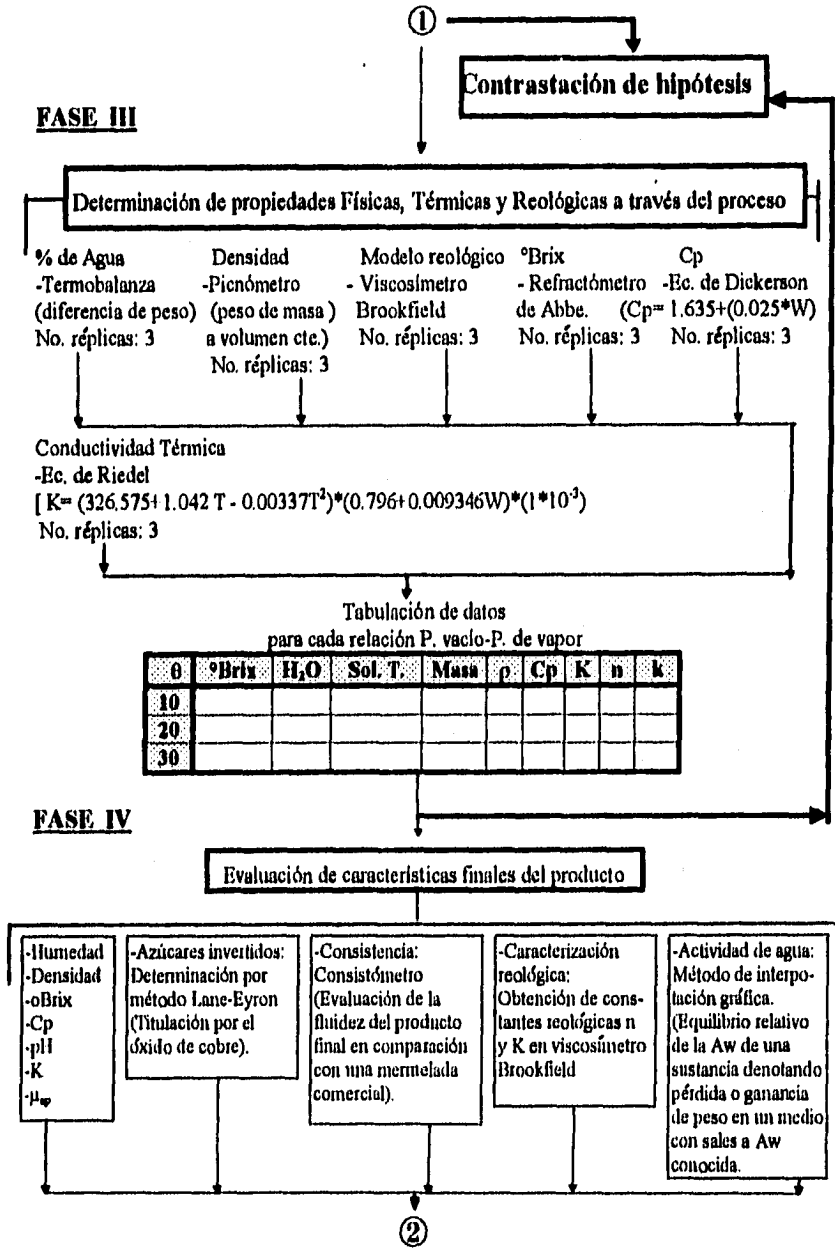 ①
Contrastación de hipótesis
FASE III
Determinación de propiedades Físicas, Térmicas y Reológicas a través del proceso
% de Agua
-Termobalanza
(diferencia de peso)
No. réplicas: 3
Densidad
-Picnómetro
(peso de masa )
a volumen cte.)
No. réplicas: 3
Modelo reológico
- Viscosímetro
Brookfield
No. réplicas: 3
°Brix
- Refractómetro
de Abbe.
No. réplicas: 3
Cp
-Ec. de Dickerson
(Cp= 1.635+(0.025*W)
No. réplicas: 3
Conductividad Térmica
-Ec. de Riedel
[ K= (326.575+1.042 T - 0.00337T²)*(0.796+0.009346W)*(1*10⁻³)
No. réplicas: 3
Tabulación de datos
para cada relación P. vacío-P. de vapor
θ °Brix H₂O Sol. T. Masa ρ Cp K n k
10
20
30
FASE IV
Evaluación de características finales del producto
-Humedad
-Densidad
-oBrix
-Cp
-pH
-K
-μap
-Azúcares invertidos:
Determinación por
método Lane-Eyron
(Titulación por el
óxido de cobre).
-Consistencia:
Consistómetro
(Evaluación de la
fluidez del producto
final en comparación
con una mermelada
comercial).
-Caracterización
reológica:
Obtención de cons-
tantes reológicas n
y K en viscosímetro
Brookfield
-Actividad de agua:
Método de interpo-
tación gráfica.
(Equilibrio relativo
de la Aw de una
sustancia denotando
pérdida o ganancia
de peso en un medio
con sales a Aw
conocida.
②